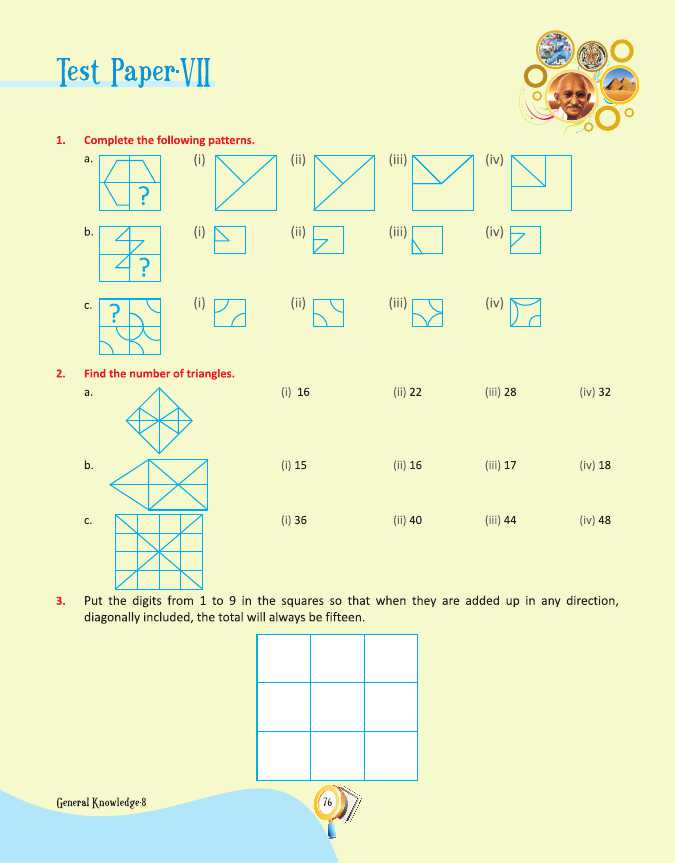 Test Paper-VII
1. Complete the following patterns.
a. ? (i) (ii) (iii) (iv)
b. ? (i) (ii) (iii) (iv)
c. ? (i) (ii) (iii) (iv)
2. Find the number of triangles.
a. (i) 16 (ii) 22 (iii) 28 (iv) 32
b. (i) 15 (ii) 16 (iii) 17 (iv) 18
c. (i) 36 (ii) 40 (iii) 44 (iv) 48
3. Put the digits from 1 to 9 in the squares so that when they are added up in any direction,
diagonally included, the total will always be fifteen.
General Knowledge-8
76